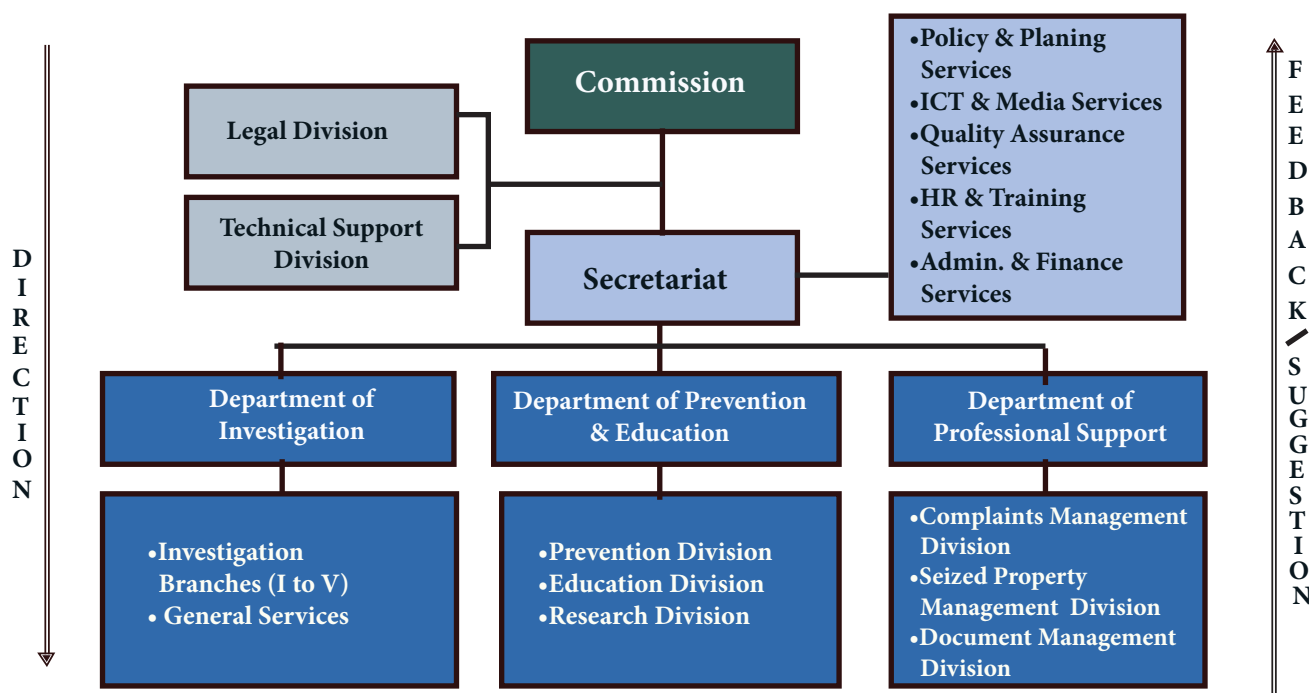 Commission
Legal Division
Technical Support
Division
Secretariat
•Policy & Planing
Services
•ICT & Media Services
•Quality Assurance
Services
•HR & Training
Services
•Admin. & Finance
Services
DIRECTION
FEEDBACK/SUGGESTION
Department of
Investigation
Department of Prevention
& Education
Department of
Professional Support
•Investigation
Branches (I to V)
• General Services
•Prevention Division
•Education Division
•Research Division
•Complaints Management
Division
•Seized Property
Management Division
•Document Management
Division